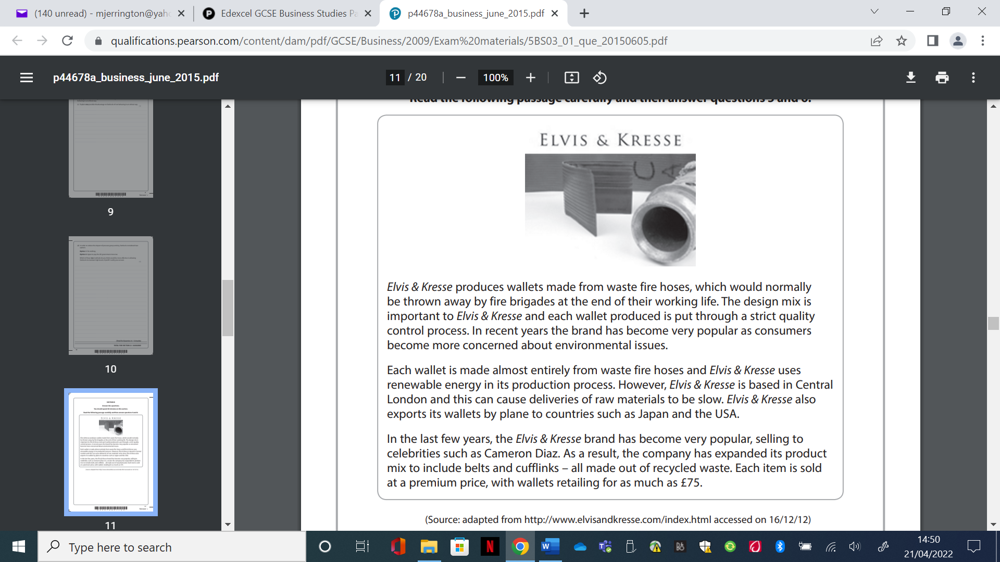 (140 unread) - mjerrington@yah
Edexcel GCSE Business Studies Pa
p44678a_business_june_2015.pdf
qualifications.pearson.com/content/dam/pdf/GCSE/Business/2009/Exam%20materials/5BS03_01_que_20150605.pdf
p44678a_business_june_2015.pdf
11 / 20
100%
Read the following passage carefully and then answer questions 5 and 6.
9
10
11
ELVIS & KRESSE
Elvis & Kresse produces wallets made from waste fire hoses, which would normally
be thrown away by fire brigades at the end of their working life. The design mix is
important to Elvis & Kresse and each wallet produced is put through a strict quality
control process. In recent years the brand has become very popular as consumers
become more concerned about environmental issues.
Each wallet is made almost entirely from waste fire hoses and Elvis & Kresse uses
renewable energy in its production process. However, Elvis & Kresse is based in Central
London and this can cause deliveries of raw materials to be slow. Elvis & Kresse also
exports its wallets by plane to countries such as Japan and the USA.
In the last few years, the Elvis & Kresse brand has become very popular, selling to
celebrities such as Cameron Diaz. As a result, the company has expanded its product
mix to include belts and cufflinks – all made out of recycled waste. Each item is sold
at a premium price, with wallets retailing for as much as £75.
(Source: adapted from http://www.elvisandkresse.com/index.html accessed on 16/12/12)
Type here to search
14:50
21/04/2022